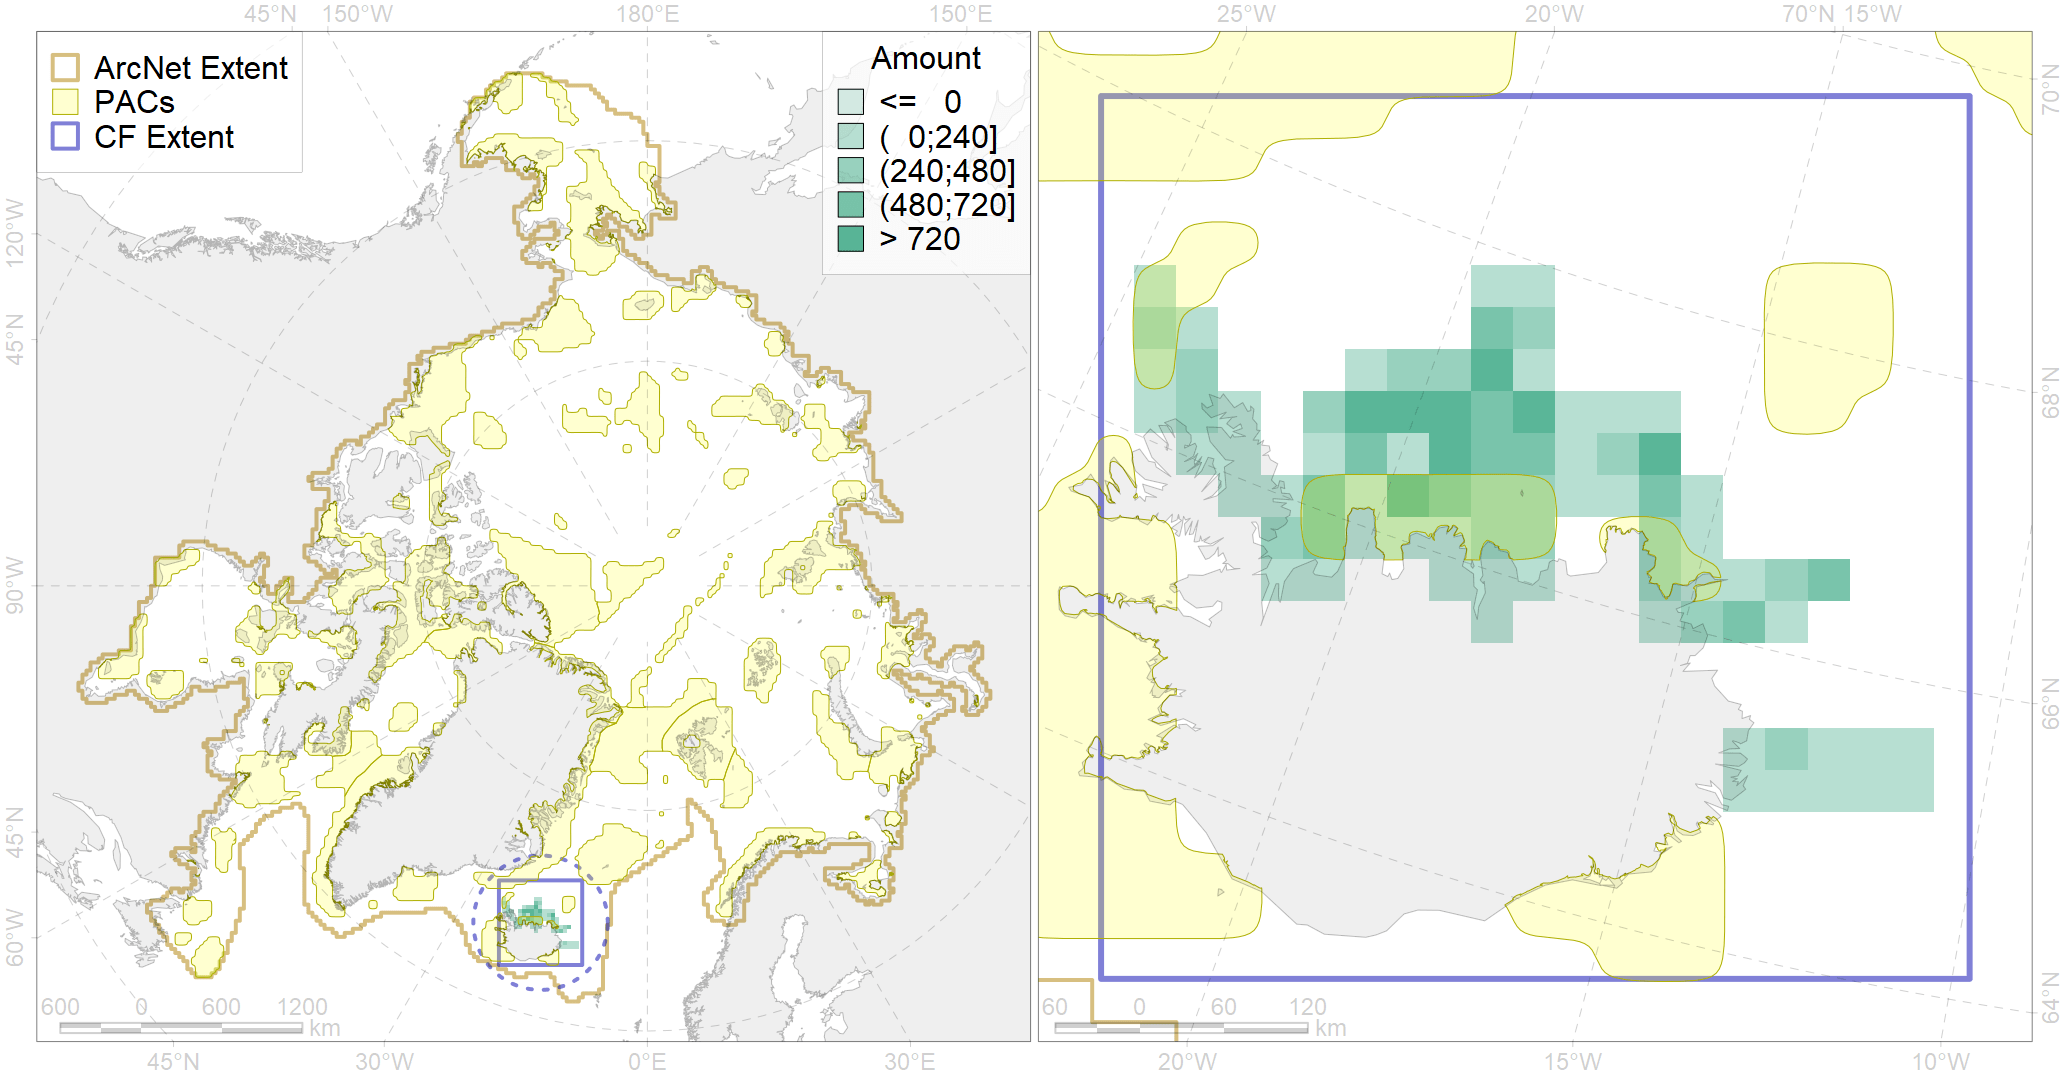 45°N 150°W 180°E 150°E 25°W 20°W 70°N 15°W
ArcNet Extent
PACs
CF Extent
Amount
<= 0
( 0;240]
(240;480]
(480;720]
> 720
120°W
45°N
90°W
45°N
60°W
70°N
68°N
66°N
64°N
600 0 600 1200
km
60 0 60 120
km
45°N 30°W 0°E 30°E 20°W 15°W 10°W